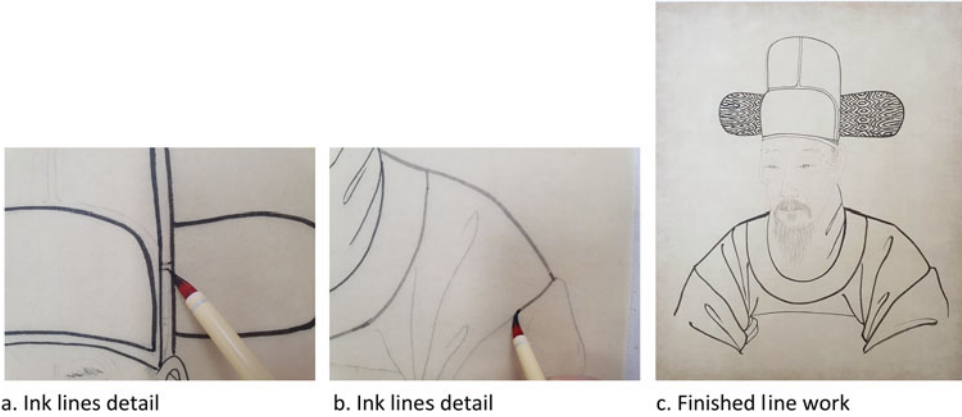 a. Ink lines detail
b. Ink lines detail
c. Finished line work